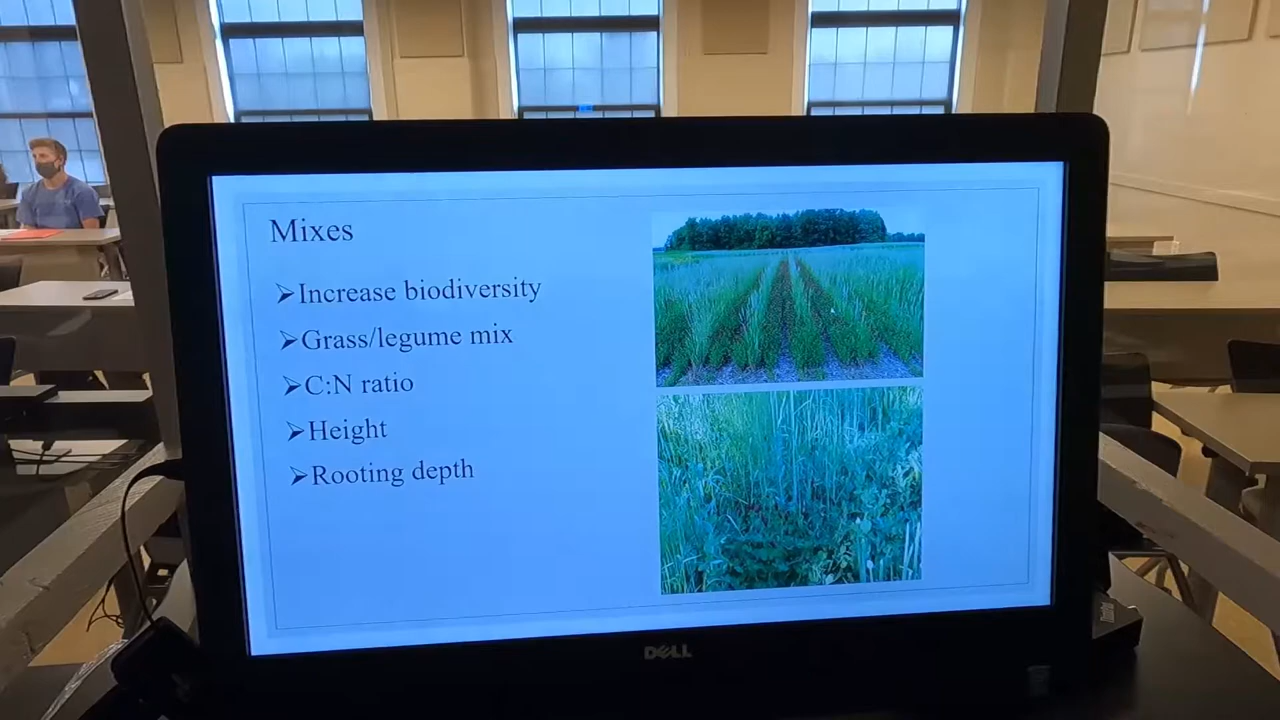 Mixes
➢Increase biodiversity
➢Grass/legume mix
➢C:N ratio
➢Height
➢Rooting depth
DELL